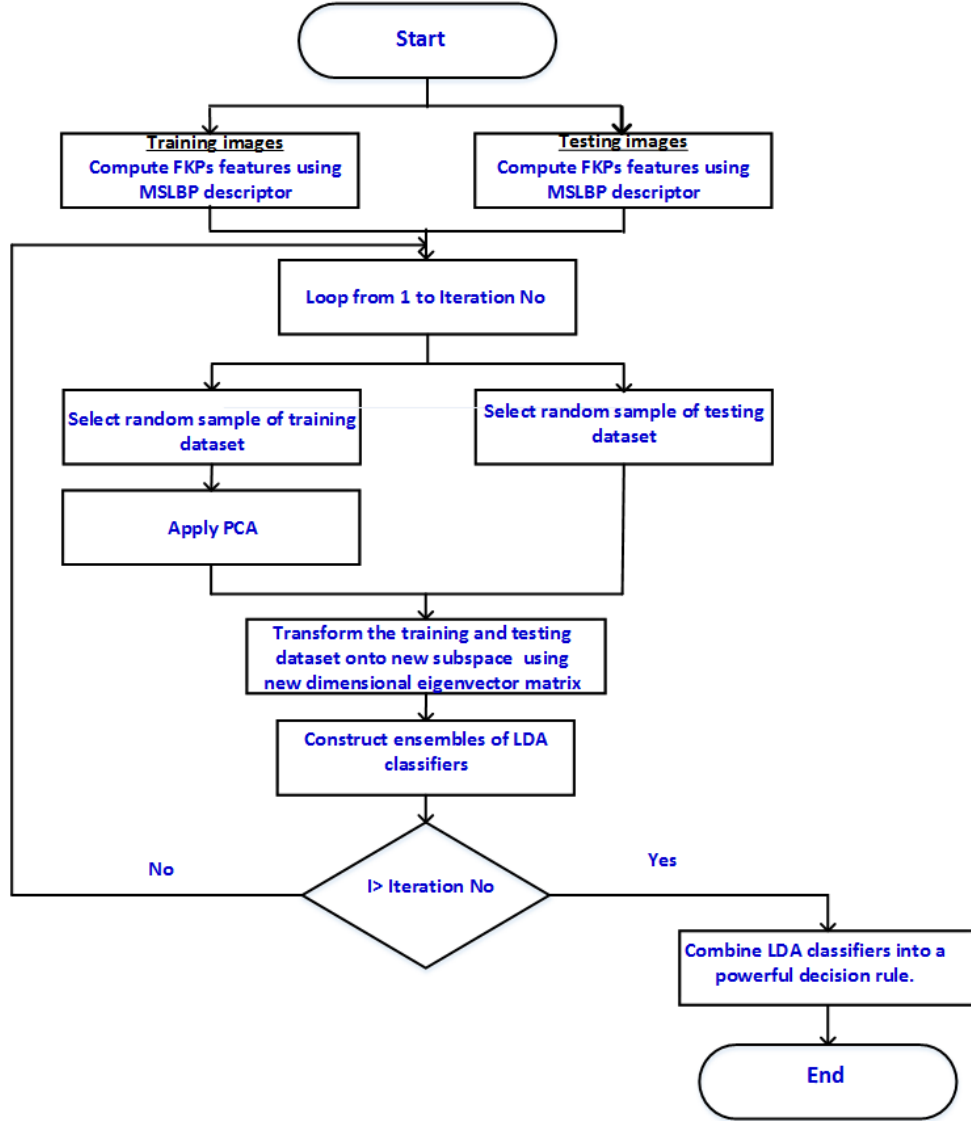 Start
Training images
Compute FKPs features using
MSLBP descriptor
Testing images
Compute FKPs features using
MSLBP descriptor
Loop from 1 to Iteration No
Select random sample of training
dataset
Select random sample of testing
dataset
Apply PCA
Transform the training and testing
dataset onto new subspace using
new dimensional eigenvector matrix
Construct ensembles of LDA
classifiers
I> Iteration No
No
Yes
Combine LDA classifiers into a
powerful decision rule.
End